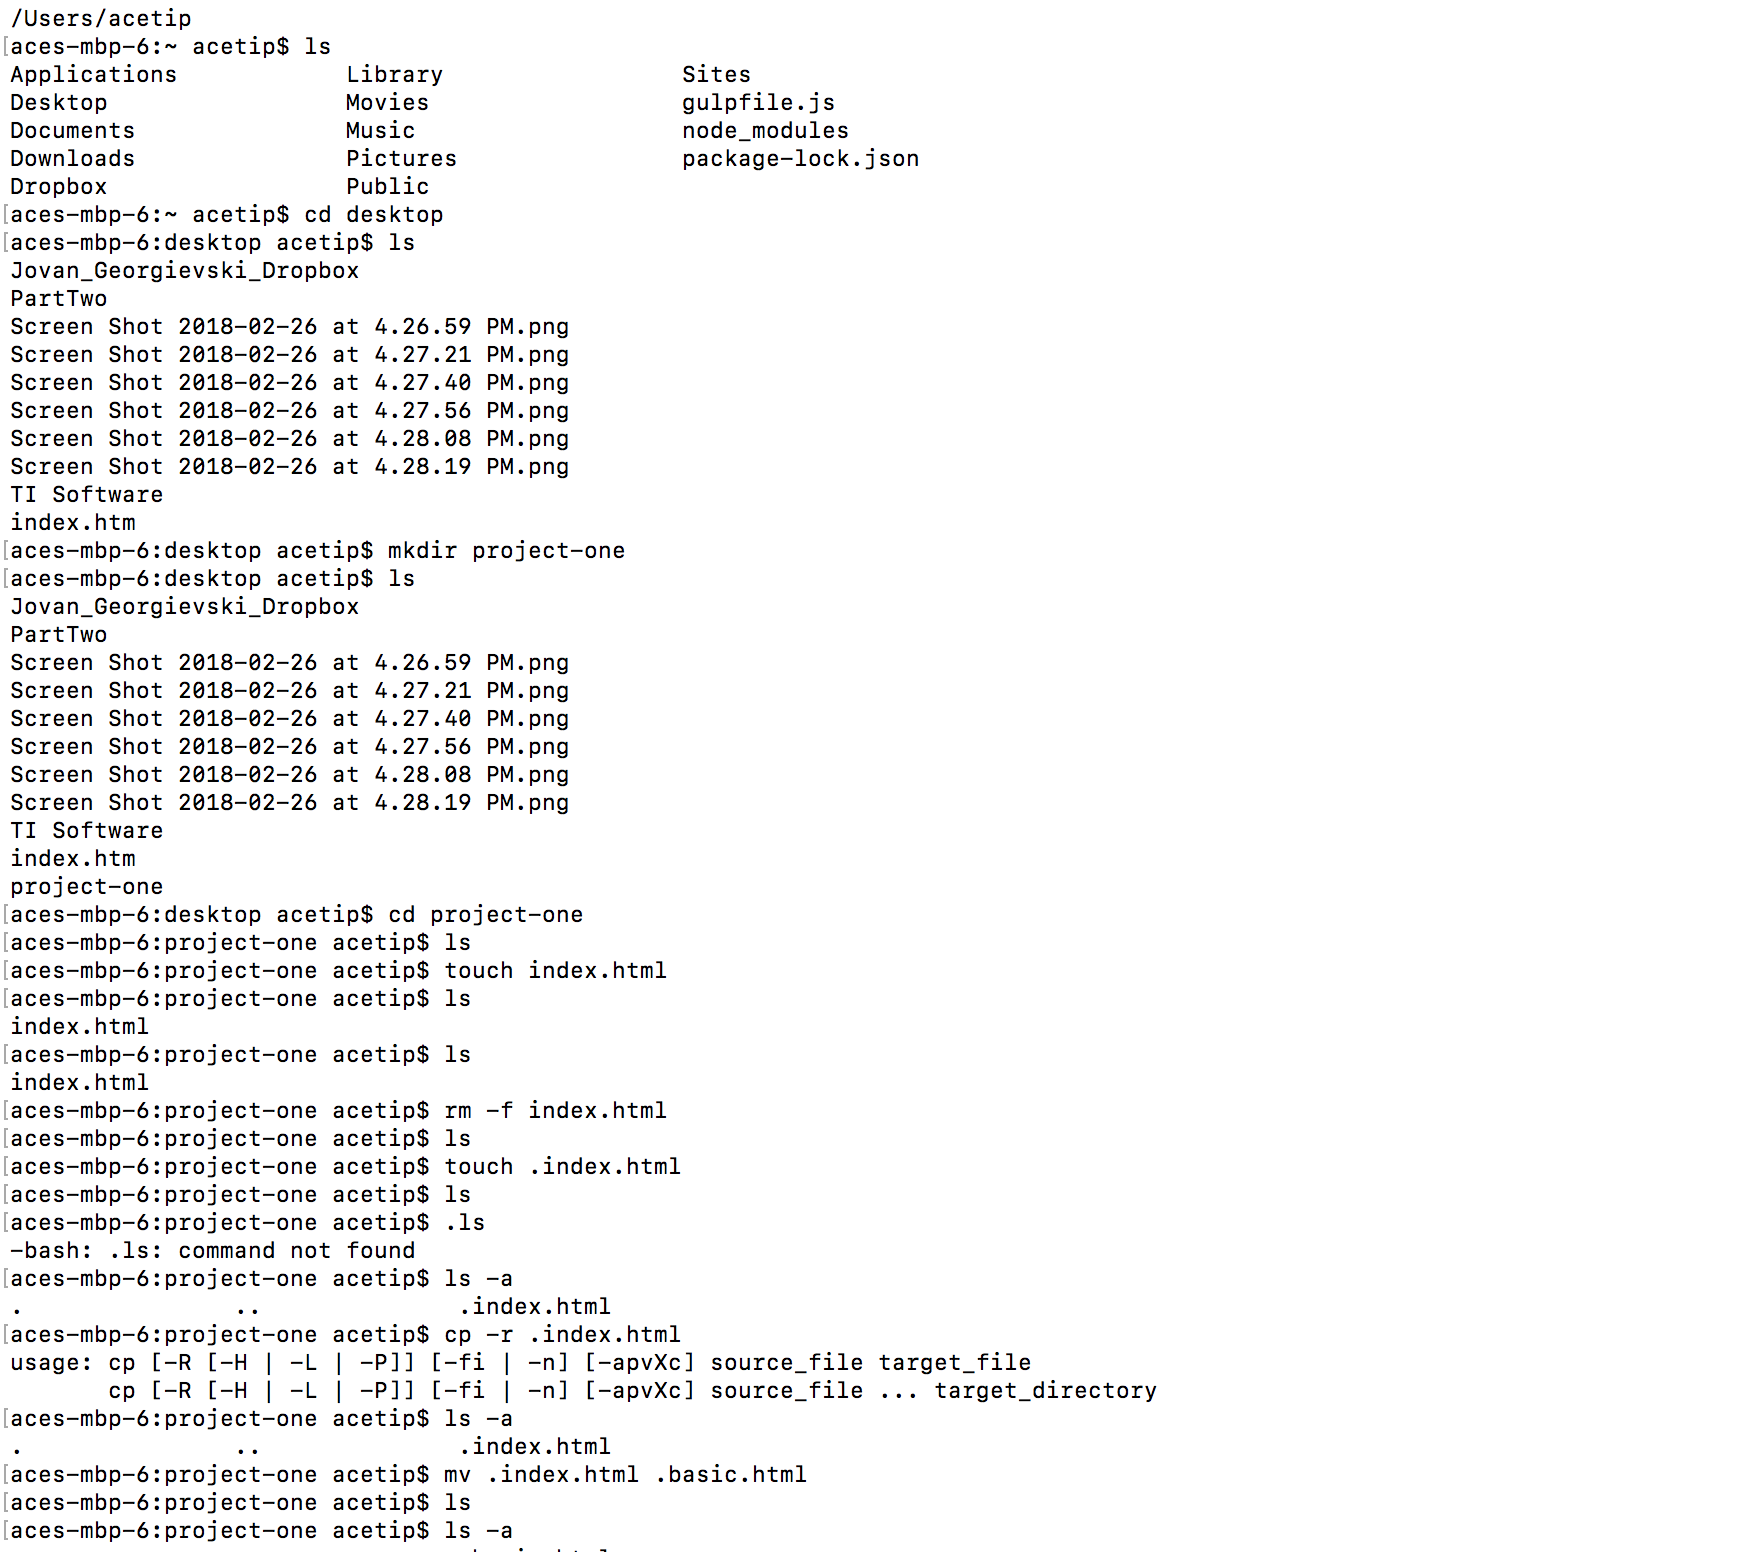 /Users/acetip
[aces-mbp-6:~ acetip$ ls
Applications Library Sites
Desktop Movies gulpfile.js
Documents Music node_modules
Downloads Pictures package-lock.json
Dropbox Public
[aces-mbp-6:~ acetip$ cd desktop
[aces-mbp-6:desktop acetip$ ls
Jovan_Georgievski_Dropbox
PartTwo
Screen Shot 2018-02-26 at 4.26.59 PM.png
Screen Shot 2018-02-26 at 4.27.21 PM.png
Screen Shot 2018-02-26 at 4.27.40 PM.png
Screen Shot 2018-02-26 at 4.27.56 PM.png
Screen Shot 2018-02-26 at 4.28.08 PM.png
Screen Shot 2018-02-26 at 4.28.19 PM.png
TI Software
index.htm
[aces-mbp-6:desktop acetip$ mkdir project-one
[aces-mbp-6:desktop acetip$ ls
Jovan_Georgievski_Dropbox
PartTwo
Screen Shot 2018-02-26 at 4.26.59 PM.png
Screen Shot 2018-02-26 at 4.27.21 PM.png
Screen Shot 2018-02-26 at 4.27.40 PM.png
Screen Shot 2018-02-26 at 4.27.56 PM.png
Screen Shot 2018-02-26 at 4.28.08 PM.png
Screen Shot 2018-02-26 at 4.28.19 PM.png
TI Software
index.htm
project-one
[aces-mbp-6:desktop acetip$ cd project-one
[aces-mbp-6:project-one acetip$ ls
[aces-mbp-6:project-one acetip$ touch index.html
[aces-mbp-6:project-one acetip$ ls
index.html
[aces-mbp-6:project-one acetip$ ls
index.html
[aces-mbp-6:project-one acetip$ rm -f index.html
[aces-mbp-6:project-one acetip$ ls
[aces-mbp-6:project-one acetip$ touch .index.html
[aces-mbp-6:project-one acetip$ ls
[aces-mbp-6:project-one acetip$ .ls
-bash: .ls: command not found
[aces-mbp-6:project-one acetip$ ls -a
. .. .index.html
[aces-mbp-6:project-one acetip$ cp -r .index.html
usage: cp [-R [-H | -L | -P]] [-fi | -n] [-apvXc] source_file target_file
cp [-R [-H | -L | -P]] [-fi | -n] [-apvXc] source_file ... target_directory
[aces-mbp-6:project-one acetip$ ls -a
. .. .index.html
[aces-mbp-6:project-one acetip$ mv .index.html .basic.html
[aces-mbp-6:project-one acetip$ ls
[aces-mbp-6:project-one acetip$ ls -a